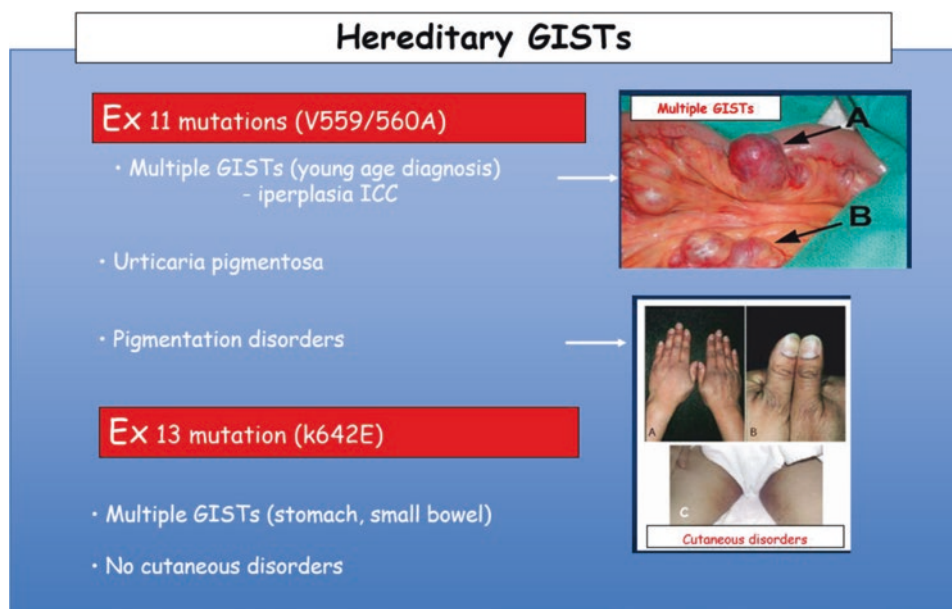 Hereditary GISTs
Ex 11 mutations (V559/560A)
• Multiple GISTs (young age diagnosis)
- iperplasia ICC
• Urticaria pigmentosa
• Pigmentation disorders
Ex 13 mutation (k642E)
• Multiple GISTs (stomach, small bowel)
• No cutaneous disorders
Multiple GISTs
A
B
A
B
C
Cutaneous disorders